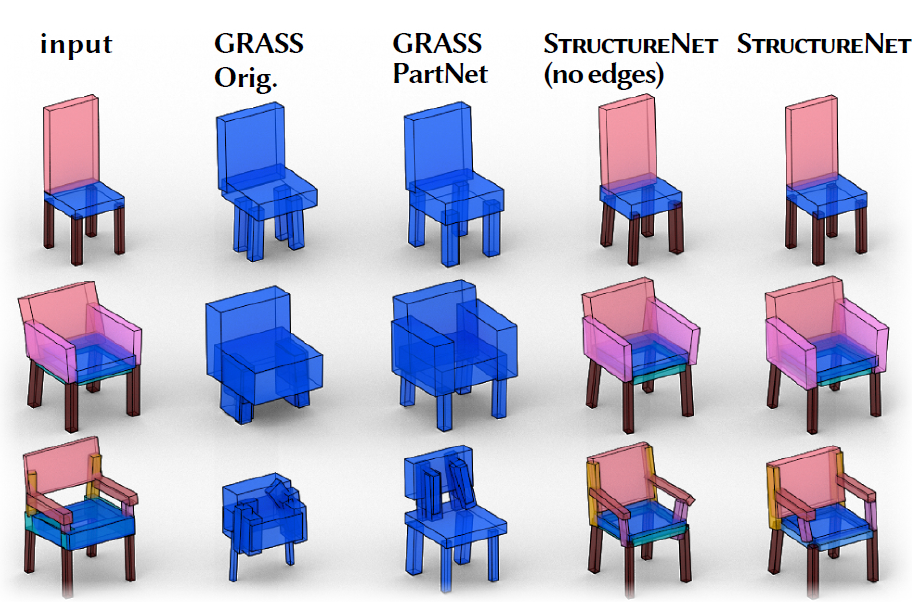 input
GRASS Orig.
GRASS PartNet
STRUCTURENET (no edges)
STRUCTURENET